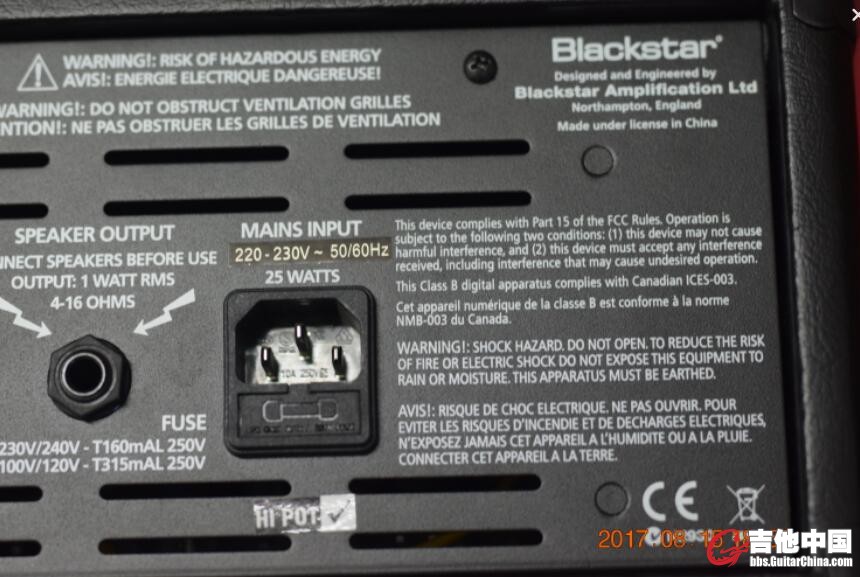 WARNING!: RISK OF HAZARDOUS ENERGY
AVIS!: ENERGIE ELECTRIQUE DANGEREUSE!
WARNING!: DO NOT OBSTRUCT VENTILATION GRILLES
NTION!: NE PAS OBSTRUER LES GRILLES DE VENTILATION
Blackstar®
Designed and Engineered by
Blackstar Amplification Ltd
Northampton, England
Made under license in China
SPEAKER OUTPUT
NNECT SPEAKERS BEFORE USE
OUTPUT: 1 WATT RMS
4-16 OHMS
FUSE
230V/240V - T160mAL 250V
100V/120V - T315mAL 250V
MAINS INPUT
220-230V ~ 50/60Hz
25 WATTS
10A 250V
This device complies with Part 15 of the FCC Rules. Operation is
subject to the following two conditions: (1) this device may not cause
harmful interference, and (2) this device must accept any interference
received, including interference that may cause undesired operation.
This Class B digital apparatus complies with Canadian ICES-003.
Cet appareil numérique de la classe B est conforme à la norme
NMB-003 du Canada.
WARNING!: SHOCK HAZARD. DO NOT OPEN. TO REDUCE THE RISK
OF FIRE OR ELECTRIC SHOCK DO NOT EXPOSE THIS EQUIPMENT TO
RAIN OR MOISTURE. THIS APPARATUS MUST BE EARTHED.
AVIS!: RISQUE DE CHOC ELECTRIQUE. NE PAS OUVRIR. POUR
EVITER LES RISQUES D'INCENDIE ET DE DECHARGES ELECTRIQUES,
N'EXPOSEZ JAMAIS CET APPAREIL A L'HUMIDITE OU A LA PLUIE.
CONNECTER CET APPAREIL A LA TERRE.
HI POT ✓
CE
2017-08-15
吉他中国
bbs.GuitarChina.com